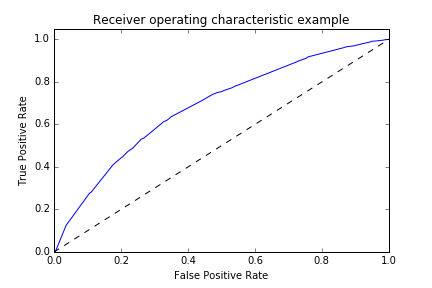 Receiver operating characteristic example
1.0
0.8
0.6
0.4
0.2
0.0
True Positive Rate
0.0 0.2 0.4 0.6 0.8 1.0
False Positive Rate